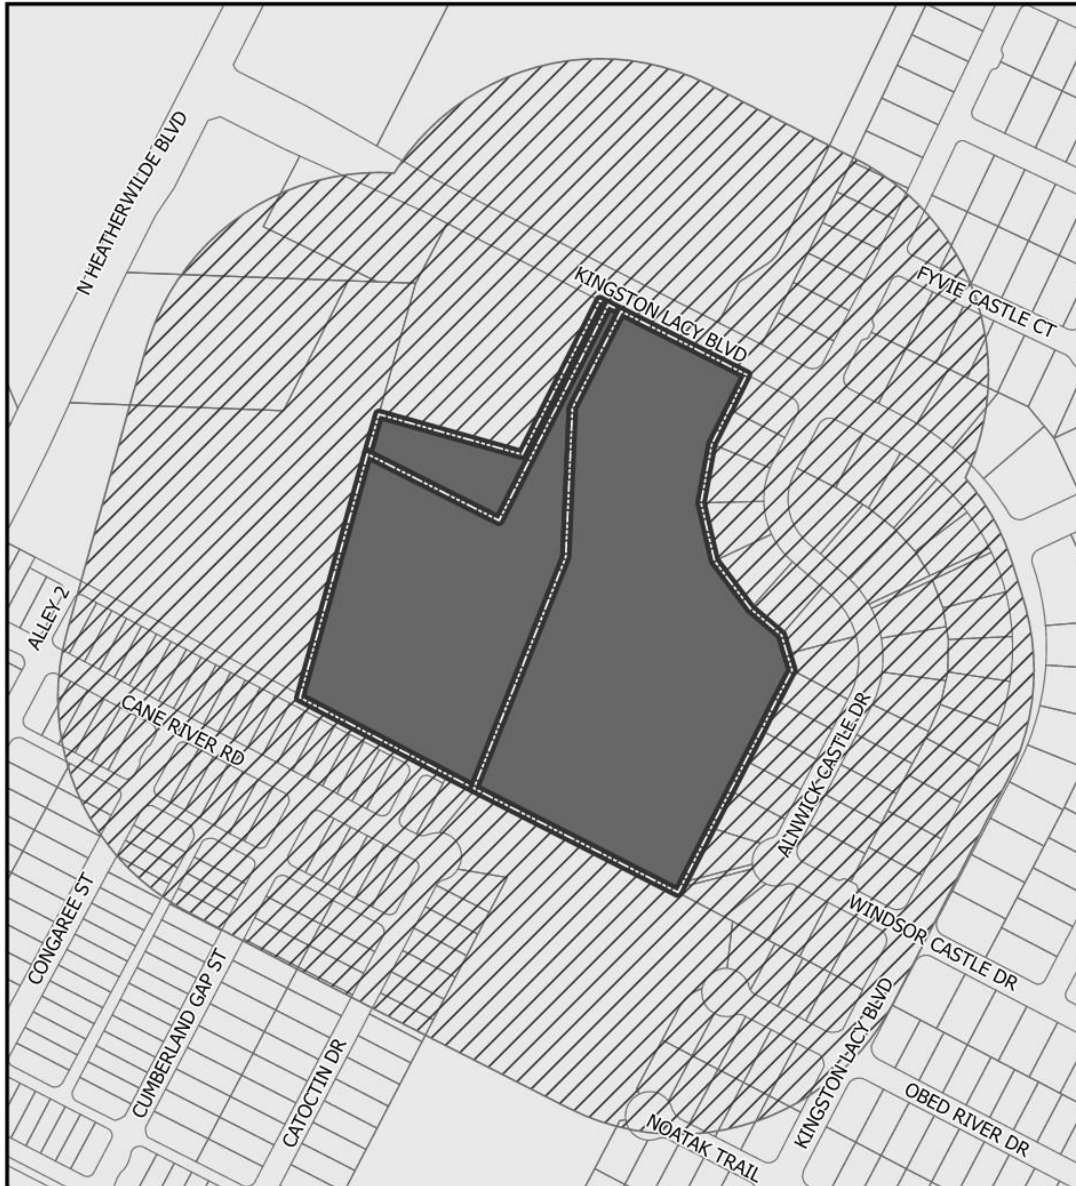 N HEATHERWILDE BLVD
KINGSTON LACY BLVD
FYVIE CASTLE CT
ALLEY 2
CANE RIVER RD
ALNWICK CASTLE DR
WINDSOR CASTLE DR
CONGAREE ST
CUMBERLAND GAP ST
CATOCTIN DR
KINGSTON LACY BLVD
OBED RIVER DR
NOATAK TRAIL